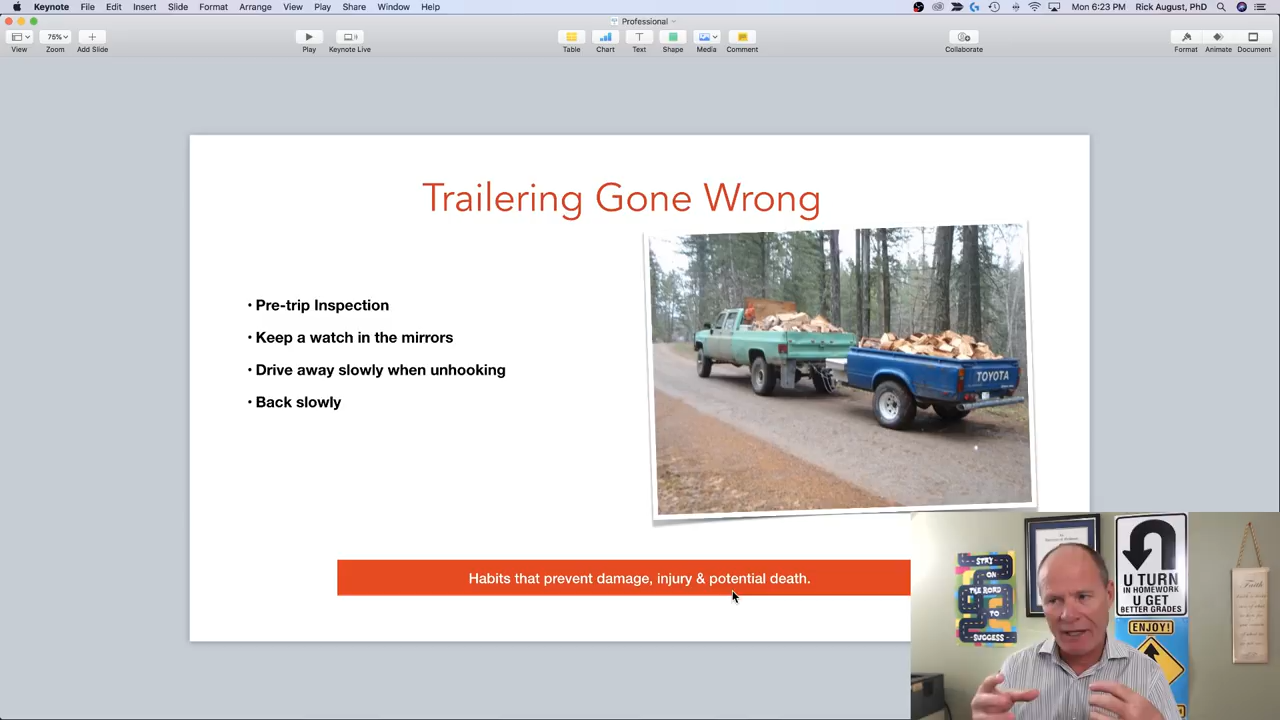 Keynote File Edit Insert Slide Format Arrange View Play Share Window Help Mon 6:23 PM Rick August, PhD
Professional
75%
View Zoom Add Slide Play Keynote Live Table Chart Text Shape Media Comment Collaborate Format Animate Document
Trailering Gone Wrong
• Pre-trip Inspection
• Keep a watch in the mirrors
• Drive away slowly when unhooking
• Back slowly
TOYOTA
Habits that prevent damage, injury & potential death.
STAY
ON
THE ROAD
TO
SUCCESS
U TURN
IN HOMEWORK
U GET
BETTER GRADES
ENJOY!
Faith